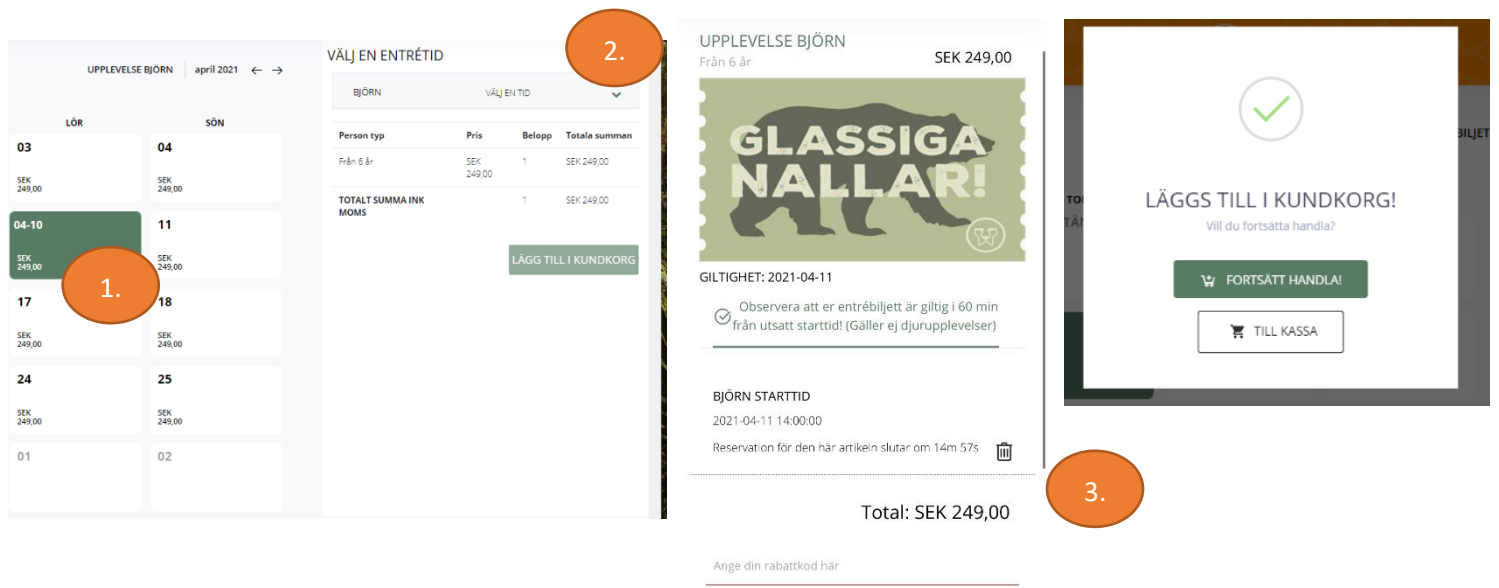 UPPLEVELSE BJÖRN april 2021 ← →
LÖR SÖN
03 04
SEK SEK
249,00 249,00
04-10 11
SEK SEK
249,00 249,00
1.
17 18
SEK SEK
249,00 249,00
24 25
SEK SEK
249,00 249,00
01 02
2.
VÄLJ EN ENTRÉTID
BJÖRN VÄLJ EN TID
Person typ Pris Belopp Totala summan
Från 6 år SEK 1 SEK 249,00
249,00
TOTALT SUMMA INK 1 SEK 249,00
MOMS
LÄGG TILL I KUNDKORG
UPPLEVELSE BJÖRN
SEK 249,00
Från 6 år
GLASSIGA
NALLAR!
GILTIGHET: 2021-04-11
Observera att er entrébiljett är giltig i 60 min
från utsatt starttid! (Gäller ej djurupplevelser)
BJÖRN STARTTID
2021-04-11 14:00:00
Reservation för den här artikeln slutar om 14m 57s
3.
Total: SEK 249,00
Ange din rabattkod här
LÄGGS TILL I KUNDKORG!
Vill du fortsätta handla?
FORTSÄTT HANDLA!
TILL KASSA